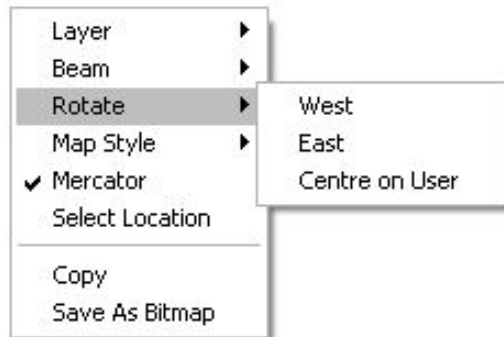 Layer
Beam
Rotate
Map Style
Mercator
Select Location
Copy
Save As Bitmap
West
East
Centre on User